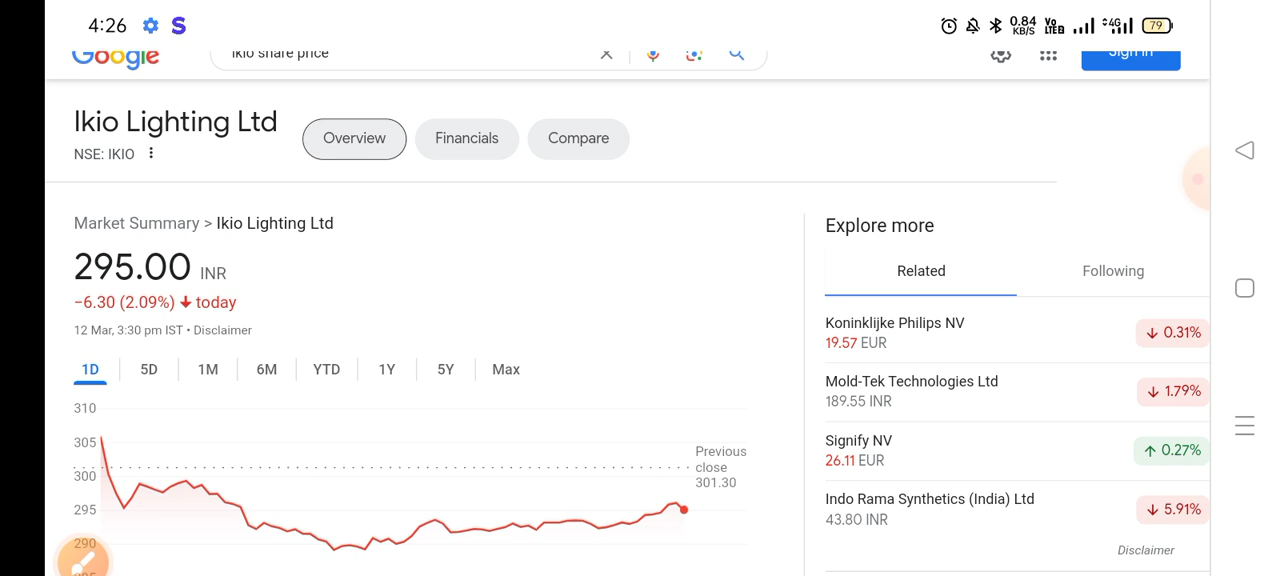 4:26 S 0.84 KB/S Vo LTE2 4G 79
Google ikio share price Sign in
Ikio Lighting Ltd
NSE: IKIO
Overview Financials Compare
Market Summary > Ikio Lighting Ltd
295.00 INR
−6.30 (2.09%) ↓ today
12 Mar, 3:30 pm IST • Disclaimer
1D 5D 1M 6M YTD 1Y 5Y Max
310
305
300
295
290
Previous
close
301.30
Explore more
Related Following
Koninklijke Philips NV
19.57 EUR
↓ 0.31%
Mold-Tek Technologies Ltd
189.55 INR
↓ 1.79%
Signify NV
26.11 EUR
↑ 0.27%
Indo Rama Synthetics (India) Ltd
43.80 INR
↓ 5.91%
Disclaimer